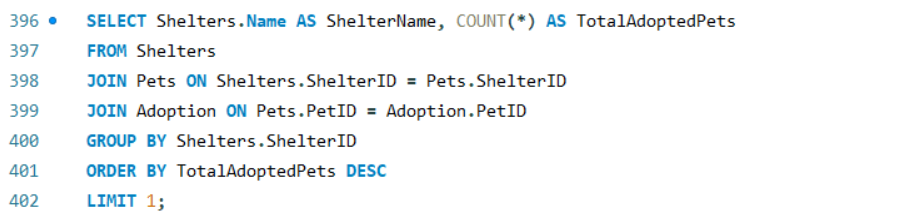 396 SELECT Shelters.Name AS ShelterName, COUNT(*) AS TotalAdoptedPets
397 FROM Shelters
398 JOIN Pets ON Shelters.ShelterID = Pets.ShelterID
399 JOIN Adoption ON Pets.PetID = Adoption.PetID
400 GROUP BY Shelters.ShelterID
401 ORDER BY TotalAdoptedPets DESC
402 LIMIT 1;